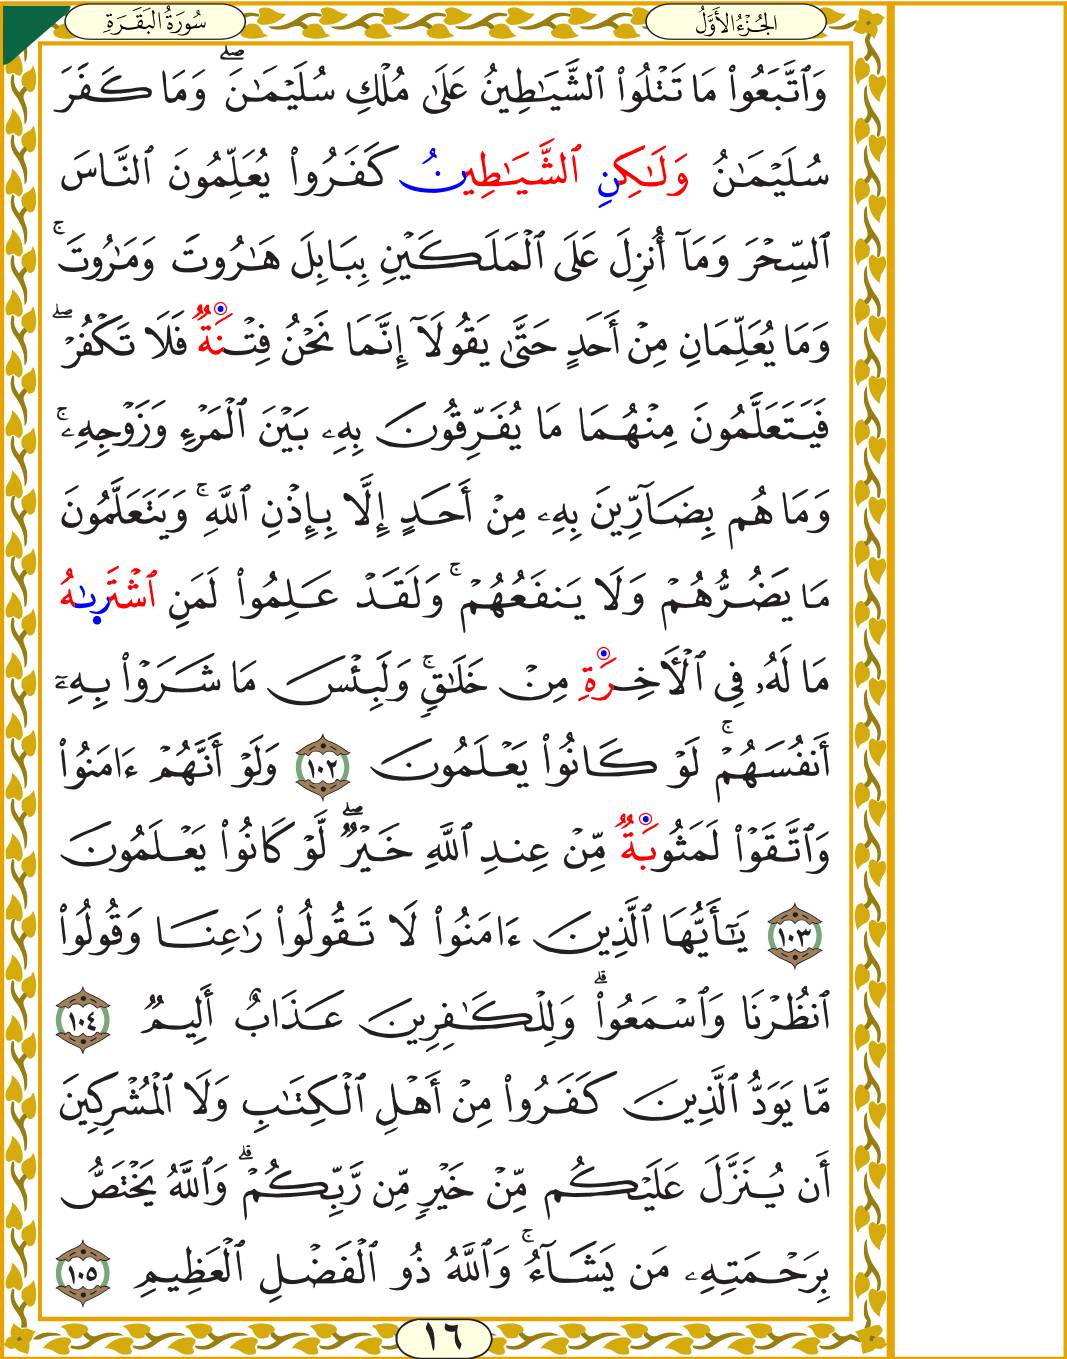 سُورَةُ البَقَرَةِ
الجُزْءُ الأَوَّلُ
وَٱتَّبَعُوا۟ مَا تَتْلُوا۟ ٱلشَّيَـٰطِينُ عَلَىٰ مُلْكِ سُلَيْمَـٰنَ ۖ وَمَا كَفَرَ
سُلَيْمَـٰنُ وَلَـٰكِنِ ٱلشَّيَـٰطِينُ كَفَرُوا۟ يُعَلِّمُونَ ٱلنَّاسَ
ٱلسِّحْرَ وَمَآ أُنزِلَ عَلَى ٱلْمَلَكَيْنِ بِبَابِلَ هَـٰرُوتَ وَمَـٰرُوتَ ۚ
وَمَا يُعَلِّمَانِ مِنْ أَحَدٍ حَتَّىٰ يَقُولَآ إِنَّمَا نَحْنُ فِتْنَةٌ فَلَا تَكْفُرْ ۖ
فَيَتَعَلَّمُونَ مِنْهُمَا مَا يُفَرِّقُونَ بِهِۦ بَيْنَ ٱلْمَرْءِ وَزَوْجِهِۦ ۚ
وَمَا هُم بِضَآرِّينَ بِهِۦ مِنْ أَحَدٍ إِلَّا بِإِذْنِ ٱللَّهِ ۚ وَيَتَعَلَّمُونَ
مَا يَضُرُّهُمْ وَلَا يَنفَعُهُمْ ۚ وَلَقَدْ عَلِمُوا۟ لَمَنِ ٱشْتَرَىٰهُ
مَا لَهُۥ فِى ٱلْـَٔاخِرَةِ مِنْ خَلَـٰقٍ ۚ وَلَبِئْسَ مَا شَرَوْا۟ بِهِۦٓ
أَنفُسَهُمْ ۚ لَوْ كَانُوا۟ يَعْلَمُونَ ١٠٢ وَلَوْ أَنَّهُمْ ءَامَنُوا۟
وَٱتَّقَوْا۟ لَمَثُوبَةٌ مِّنْ عِندِ ٱللَّهِ خَيْرٌ ۖ لَّوْ كَانُوا۟ يَعْلَمُونَ
١٠٣ يَـٰٓأَيُّهَا ٱلَّذِينَ ءَامَنُوا۟ لَا تَقُولُوا۟ رَٰعِنَا وَقُولُوا۟
ٱنظُرْنَا وَٱسْمَعُوا۟ ۗ وَلِلْكَـٰفِرِينَ عَذَابٌ أَلِيمٌ ١٠٤
مَّا يَوَدُّ ٱلَّذِينَ كَفَرُوا۟ مِنْ أَهْلِ ٱلْكِتَـٰبِ وَلَا ٱلْمُشْرِكِينَ
أَن يُنَزَّلَ عَلَيْكُم مِّنْ خَيْرٍ مِّن رَّبِّكُمْ ۗ وَٱللَّهُ يَخْتَصُّ
بِرَحْمَتِهِۦ مَن يَشَآءُ ۚ وَٱللَّهُ ذُو ٱلْفَضْلِ ٱلْعَظِيمِ ١٠٥
١٦